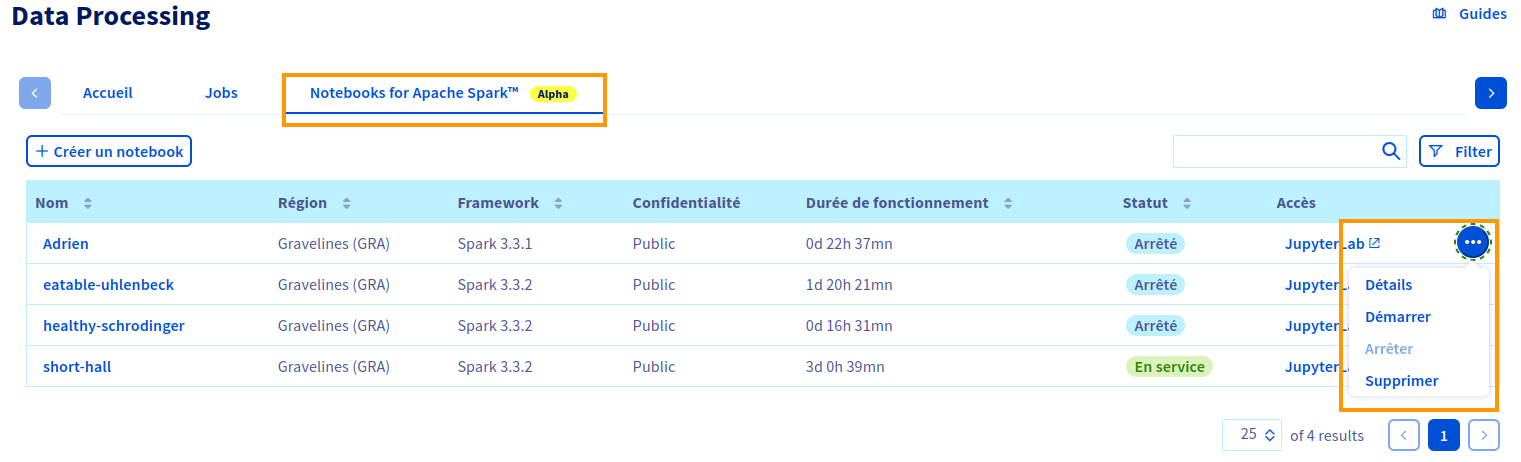 Data Processing
Guides
Accueil Jobs Notebooks for Apache Spark™ Alpha
+ Créer un notebook
Filter
Nom Région Framework Confidentialité Durée de fonctionnement Statut Accès
Adrien Gravelines (GRA) Spark 3.3.1 Public 0d 22h 37mn Arrêté JupyterLab
eatable-uhlenbeck Gravelines (GRA) Spark 3.3.2 Public 1d 20h 21mn Arrêté JupyterLa
healthy-schrodinger Gravelines (GRA) Spark 3.3.2 Public 0d 16h 31mn Arrêté JupyterLa
short-hall Gravelines (GRA) Spark 3.3.2 Public 3d 0h 39mn En service JupyterLa
Détails
Démarrer
Arrêter
Supprimer
25 of 4 results 1